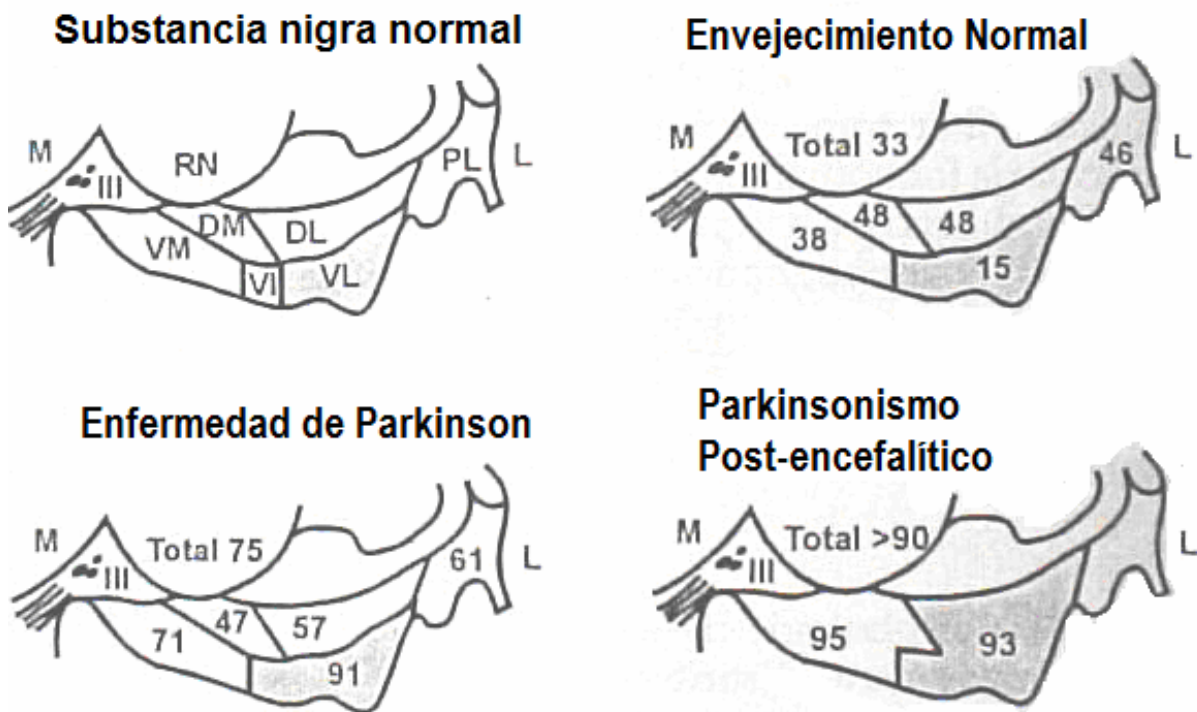 Substancia nigra normal
M
III
RN
PL
L
DM
DL
VM
VI
VL
Envejecimiento Normal
M
III
Total 33
46
L
48
48
38
15
Enfermedad de Parkinson
M
III
Total 75
61
L
47
57
71
91
Parkinsonismo
Post-encefalítico
M
III
Total >90
L
95
93